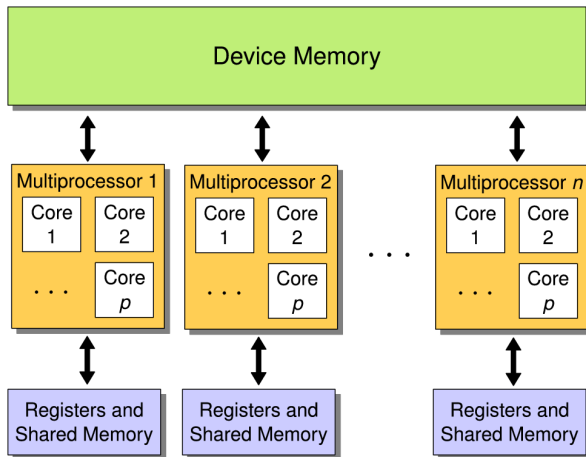 Device Memory
Multiprocessor 1
Core
1
Core
2
. . .
Core
p
Multiprocessor 2
Core
1
Core
2
. . .
Core
p
. . .
Multiprocessor n
Core
1
Core
2
. . .
Core
p
Registers and
Shared Memory
Registers and
Shared Memory
Registers and
Shared Memory